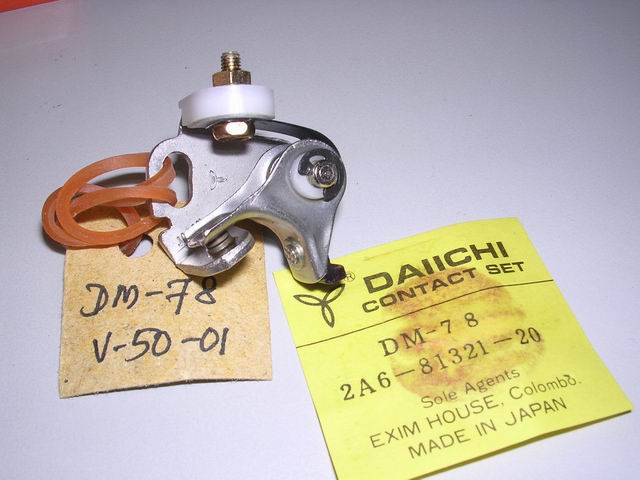 DM-78
V-50-01
® DAIICHI
CONTACT SET
DM-7 8
2A6-81321-20
Sole Agents
EXIM HOUSE, Colombo.
MADE IN JAPAN